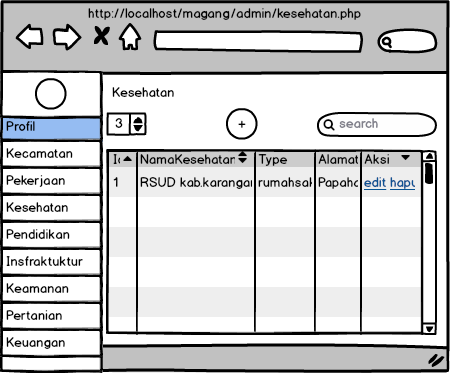 http://localhost/magang/admin/kesehatan.php
Kesehatan
3
+
search
Profil
Kecamatan
Pekerjaan
Kesehatan
Pendidikan
Insfraktuktur
Keamanan
Pertanian
Keuangan
NamaKesehatan Type Alamat Aksi
1 RSUD kab.karangan rumahsak Papaho edit hapu